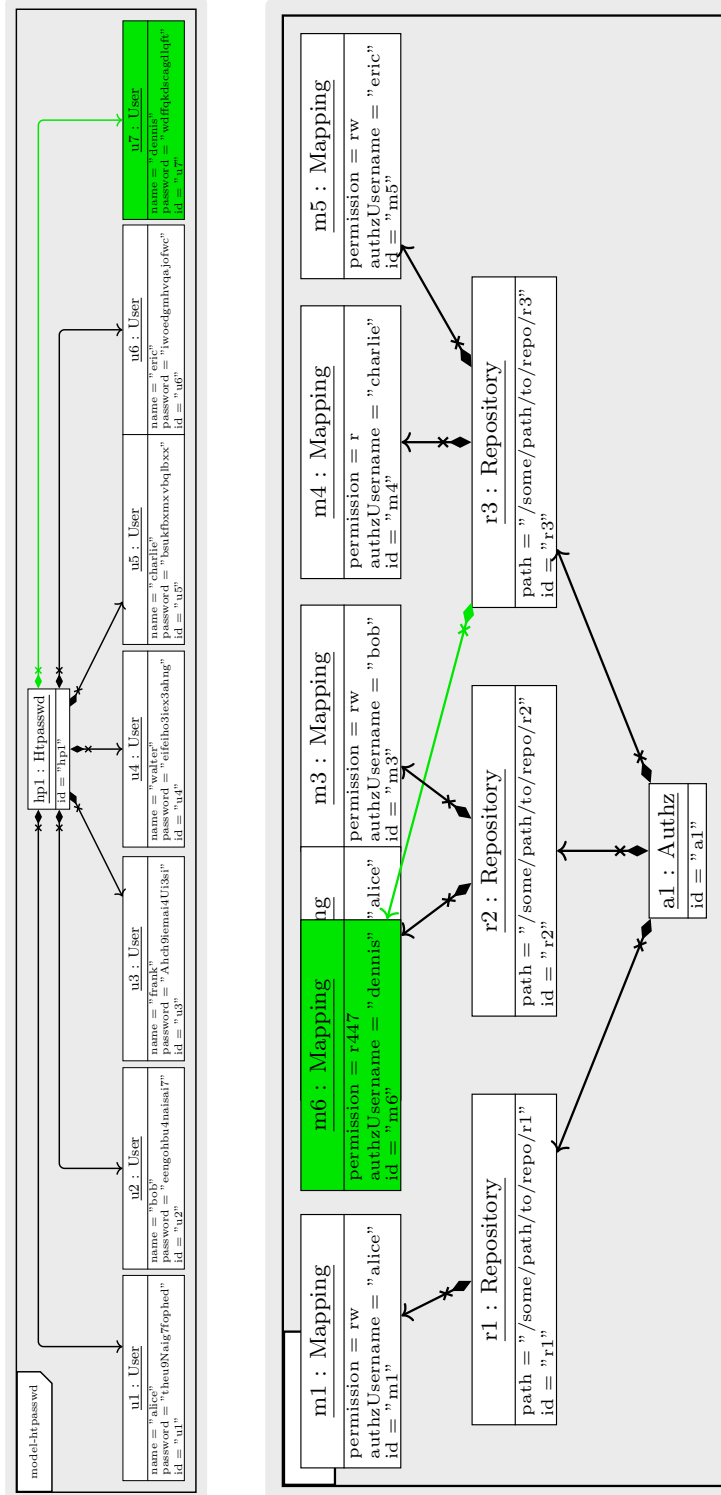 model-htpasswd
hp1 : Htpasswd
id = "hp1"
u1 : User
name = "alice"
password = "theu9Naig7fophed"
id = "u1"
u2 : User
name = "bob"
password = "eengohbu4naisai7"
id = "u2"
u3 : User
name = "frank"
password = "Ahch9iemai4Ui3si"
id = "u3"
u4 : User
name = "walter"
password = "eifeiho3iex3ahng"
id = "u4"
u5 : User
name = "charlie"
password = "bsukfbxmxvbqlbxx"
id = "u5"
u6 : User
name = "eric"
password = "iwoedgmhvqajofwc"
id = "u6"
u7 : User
name = "dennis"
password = "wdffqkdscagdlqft"
id = "u7"
m1 : Mapping
permission = rw
authzUsername = "alice"
id = "m1"
m6 : Mapping
permission = r447
authzUsername = "dennis"
id = "m6"
ng
"alice"
m3 : Mapping
permission = rw
authzUsername = "bob"
id = "m3"
m4 : Mapping
permission = r
authzUsername = "charlie"
id = "m4"
m5 : Mapping
permission = rw
authzUsername = "eric"
id = "m5"
r1 : Repository
path = "/some/path/to/repo/r1"
id = "r1"
r2 : Repository
path = "/some/path/to/repo/r2"
id = "r2"
r3 : Repository
path = "/some/path/to/repo/r3"
id = "r3"
a1 : Authz
id = "a1"